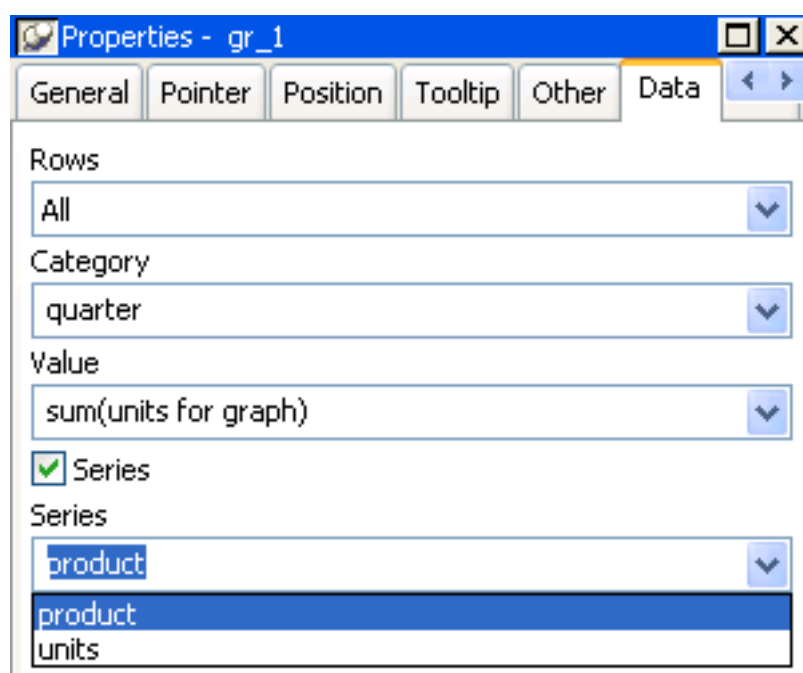 Properties - gr_1
General Pointer Position Tooltip Other Data
Rows
All
Category
quarter
Value
sum(units for graph)
Series
Series
product
product
units